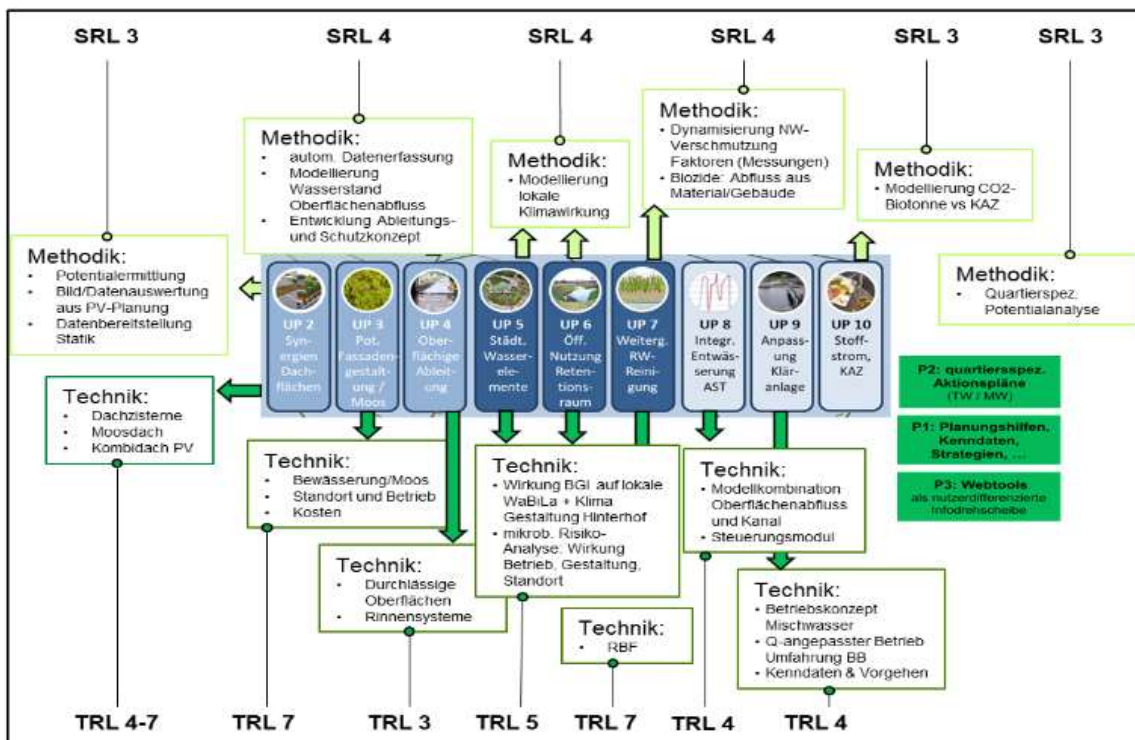 SRL 3
SRL 4
SRL 4
SRL 4
SRL 3
SRL 3
Methodik:
• autom. Datenerfassung
• Modellierung
Wasserstand
Oberflächenabfluss
• Entwicklung Ableitungs-
und Schutzkonzept
Methodik:
• Modellierung
lokale
Klimawirkung
Methodik:
• Dynamisierung NW-
Verschmutzung
Faktoren (Messungen)
• Biozide: Abfluss aus
Material/Gebäude
Methodik:
• Modellierung CO2-
Biotonne vs KAZ
Methodik:
• Potentialermittlung
• Bild/Datenauswertung
aus PV-Planung
• Datenbereitstellung
Statik
Methodik:
• Quartierspez.
Potentialanalyse
UP 2
Syn-
ergien
Dach-
flächen
UP 3
Pot.
Fassaden-
gestalt-
ung /
Moos
UP 4
Ober-
flächige
Ableit-
ung
UP 5
Städt.
Wasser-
ele-
mente
UP 6
Öff.
Nutzung
Reten-
tions-
raum
UP 7
Weiterg.
RW-
Reini-
gung
UP 8
Integr.
Entwäs-
serung
AST
UP 9
Anpas-
sung
Klär-
anlage
UP 10
Stoff-
strom,
KAZ
P2: quartiersspez.
Aktionspläne
(TW / MW)
P1: Planungshilfen,
Kenndaten,
Strategien, ...
P3: Webtools
als nutzerdifferenzierte
Infodrehscheibe
Technik:
• Dachzisterne
• Moosdach
• Kombidach PV
Technik:
• Bewässerung/Moos
• Standort und Betrieb
• Kosten
Technik:
• Wirkung BGI auf lokale
WaBiLa + Klima
Gestaltung Hinterhof
• mikrob. Risiko-
Analyse: Wirkung
Betrieb, Gestaltung,
Standort
Technik:
• Modellkombination
Oberflächenabfluss
und Kanal
• Steuerungsmodul
Technik:
• Durchlässige
Oberflächen
• Rinnensysteme
Technik:
• RBF
Technik:
• Betriebskonzept
Mischwasser
• Q-angepasster Betrieb
Umfahrung BB
• Kenndaten & Vorgehen
TRL 4-7
TRL 7
TRL 3
TRL 5
TRL 7
TRL 4
TRL 4